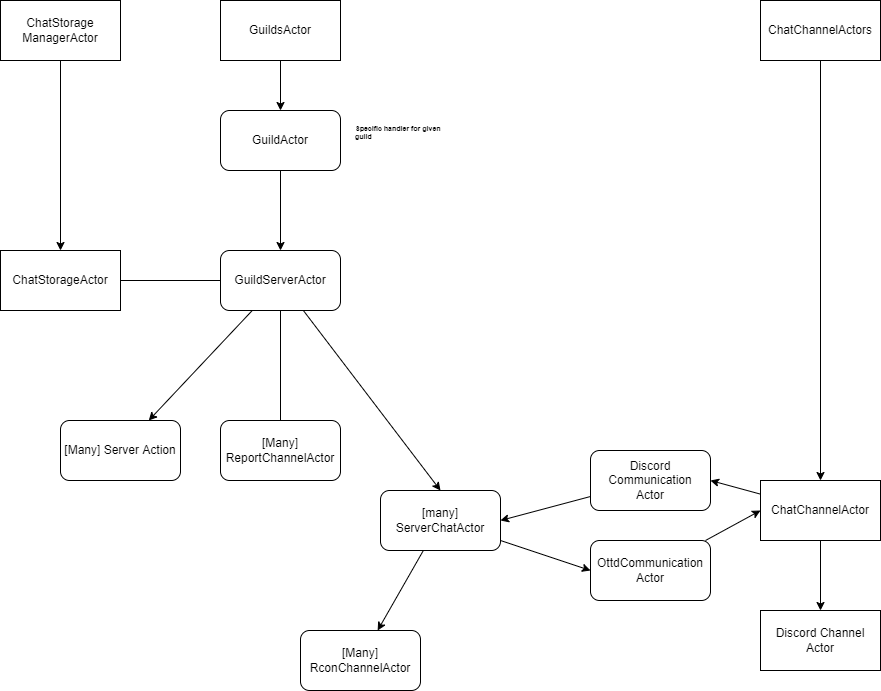 ChatStorage
ManagerActor
GuildsActor
ChatChannelActors
GuildActor
Specific handler for given
guild
ChatStorageActor
GuildServerActor
[Many] Server Action
[Many]
ReportChannelActor
Discord
Communication
Actor
[many]
ServerChatActor
ChatChannelActor
OttdCommunication
Actor
[Many]
RconChannelActor
Discord Channel
Actor